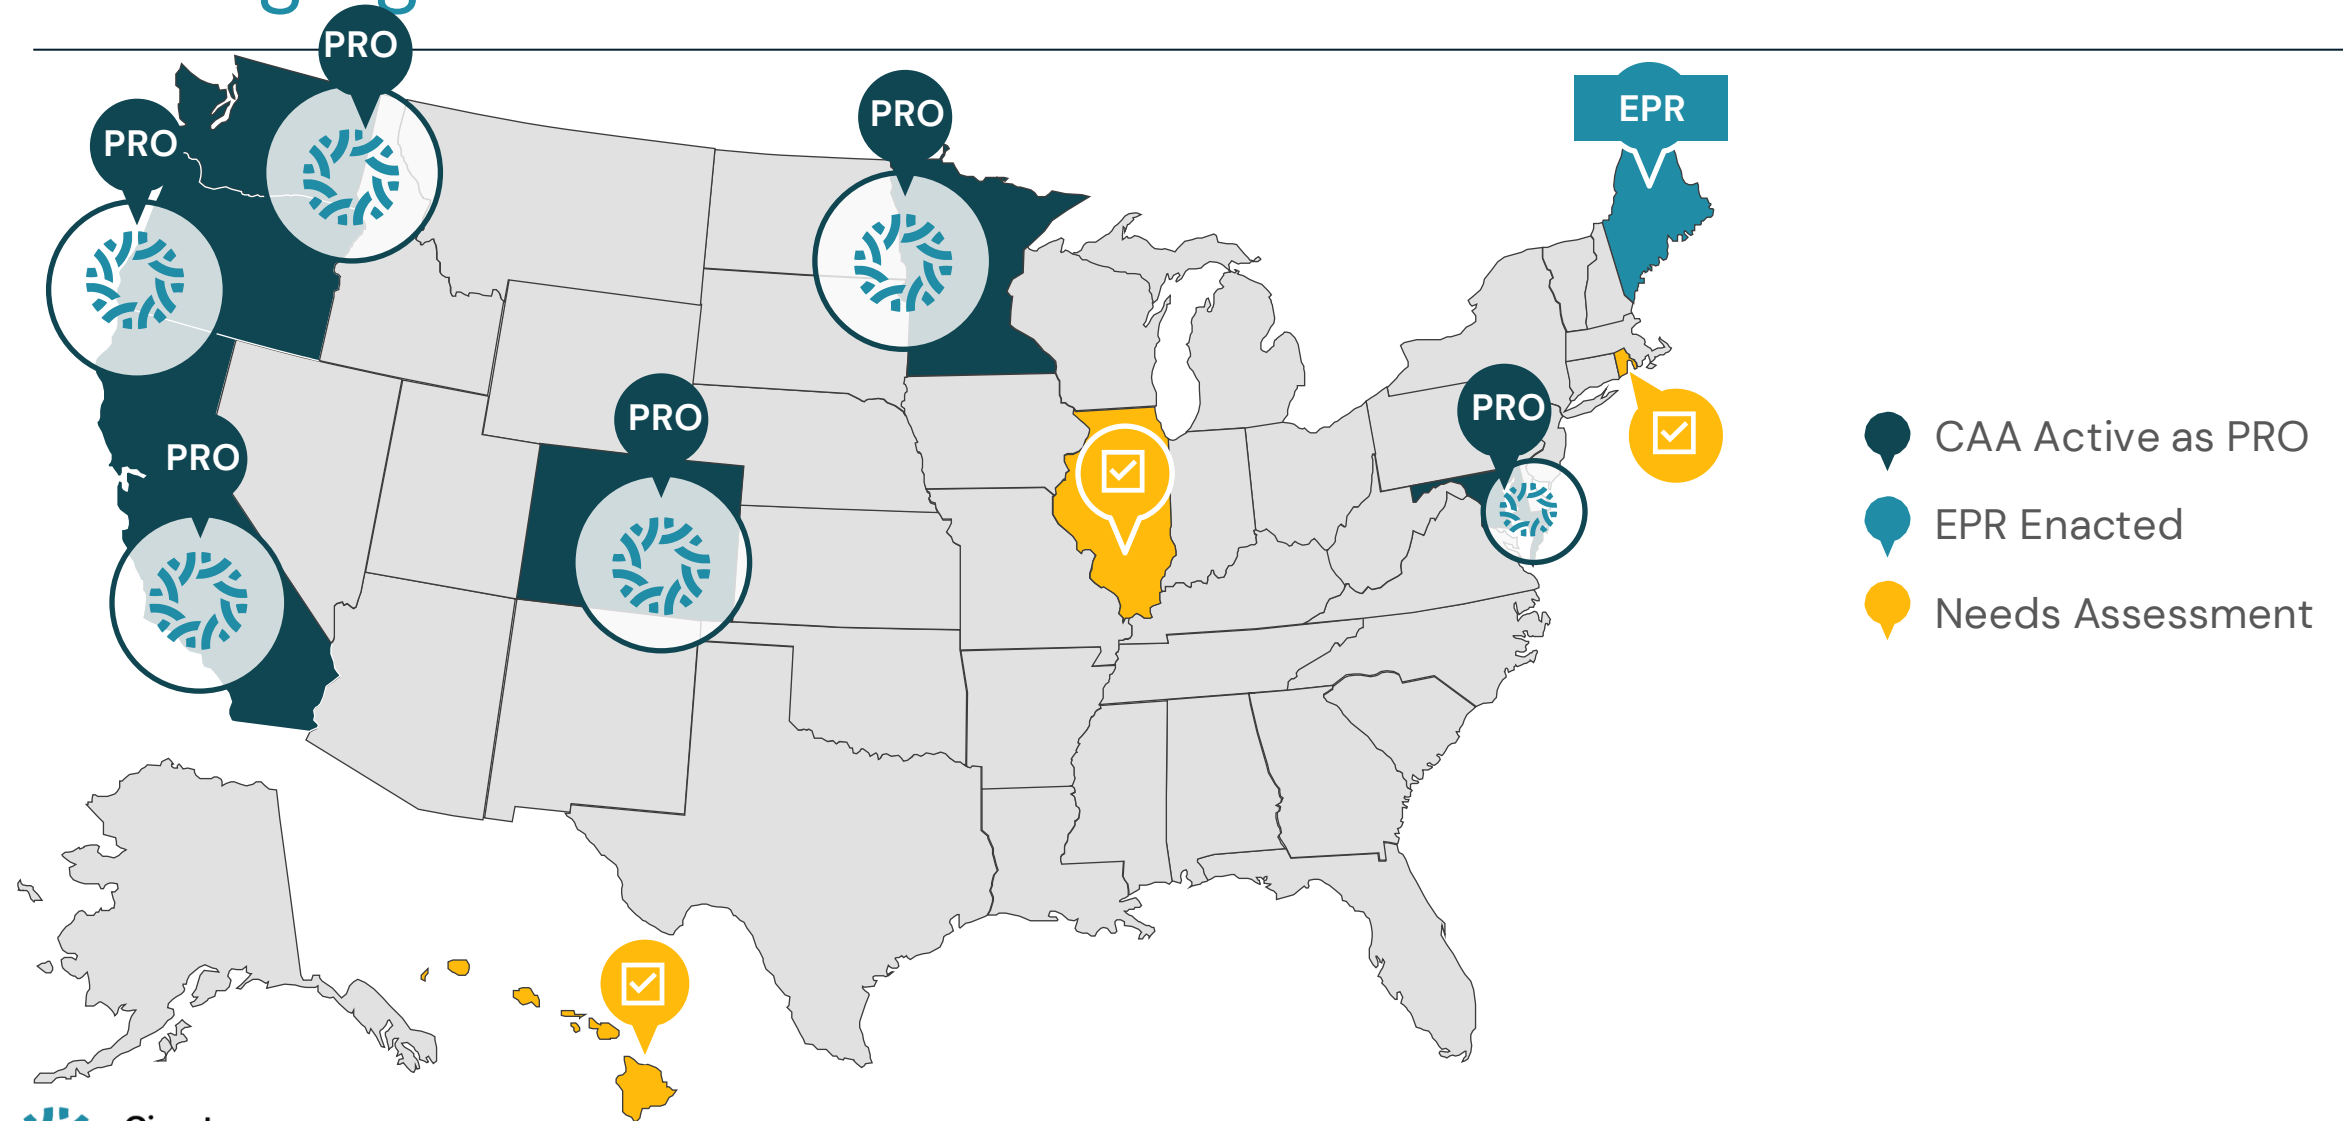 PRO
PRO
PRO
EPR
PRO
PRO
PRO
CAA Active as PRO
EPR Enacted
Needs Assessment